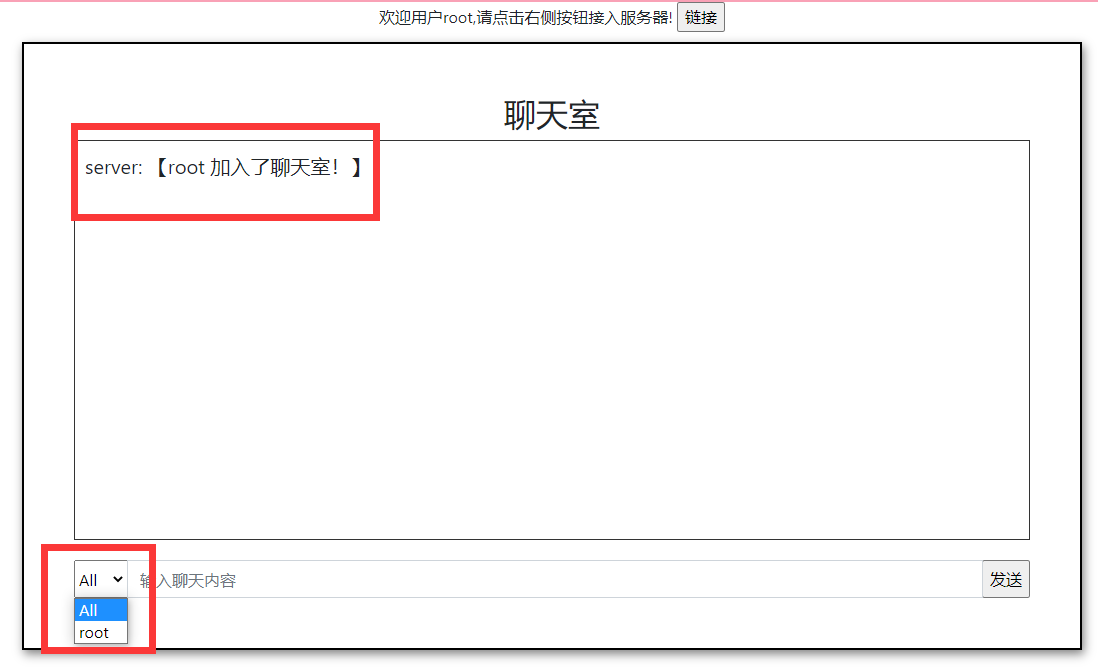 欢迎用户root,请点击右侧按钮接入服务器! 链接
聊天室
server: 【root 加入了聊天室！】
All 输入聊天内容 发送
All
root